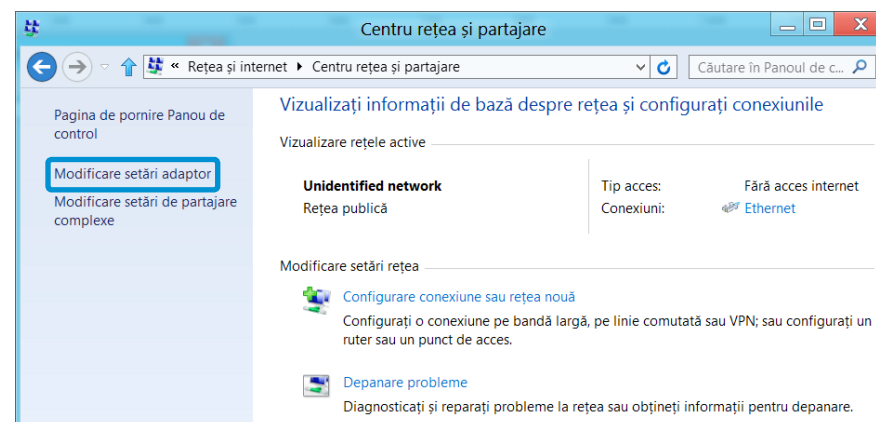 Centru rețea și partajare
« Rețea și internet Centru rețea și partajare
Căutare în Panoul de c...
Pagina de pornire Panou de
control
Modificare setări adaptor
Modificare setări de partajare
complexe
Vizualizați informații de bază despre rețea și configurați conexiunile
Vizualizare rețele active
Unidentified network
Rețea publică
Tip acces: Fără acces internet
Conexiuni: Ethernet
Modificare setări rețea
Configurare conexiune sau rețea nouă
Configurați o conexiune pe bandă largă, pe linie comutată sau VPN; sau configurați un
ruter sau un punct de acces.
Depanare probleme
Diagnosticați și reparați probleme la rețea sau obțineți informații pentru depanare.